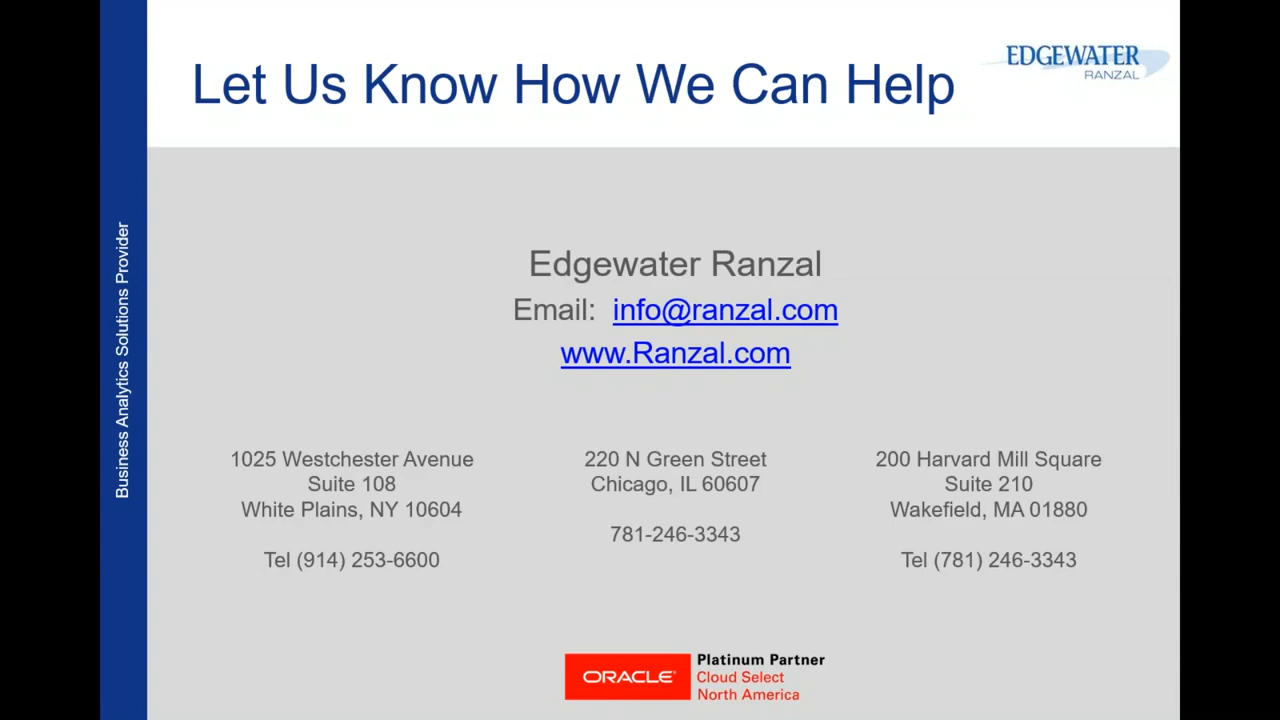 Let Us Know How We Can Help
EDGEWATER
RANZAL
Business Analytics Solutions Provider
Edgewater Ranzal
Email: info@ranzal.com
www.Ranzal.com
1025 Westchester Avenue
Suite 108
White Plains, NY 10604
Tel (914) 253-6600
220 N Green Street
Chicago, IL 60607
781-246-3343
200 Harvard Mill Square
Suite 210
Wakefield, MA 01880
Tel (781) 246-3343
ORACLE®
Platinum Partner
Cloud Select
North America